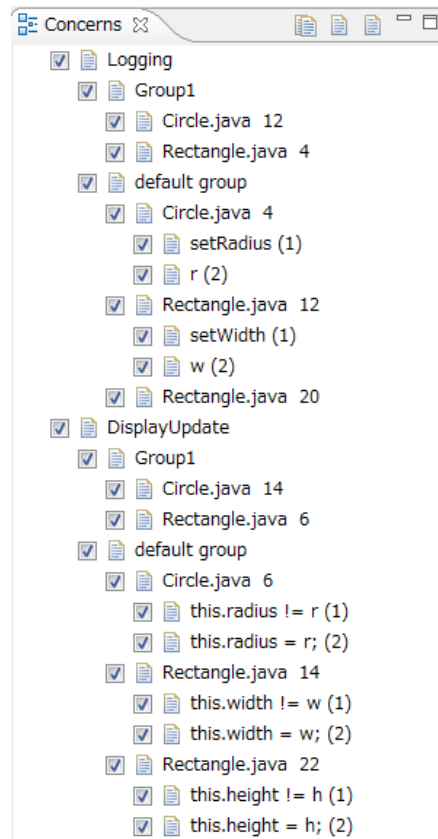 Concerns
Logging
Group1
Circle.java 12
Rectangle.java 4
default group
Circle.java 4
setRadius (1)
r (2)
Rectangle.java 12
setWidth (1)
w (2)
Rectangle.java 20
DisplayUpdate
Group1
Circle.java 14
Rectangle.java 6
default group
Circle.java 6
this.radius != r (1)
this.radius = r; (2)
Rectangle.java 14
this.width != w (1)
this.width = w; (2)
Rectangle.java 22
this.height != h (1)
this.height = h; (2)